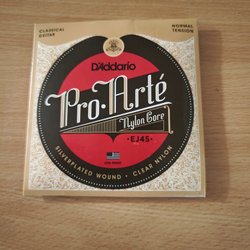 CLASSICAL
GUITAR
NORMAL
TENSION
D'Addario
Pro·Arté
Nylon Core
EJ45
SILVERPLATED WOUND · CLEAR NYLON